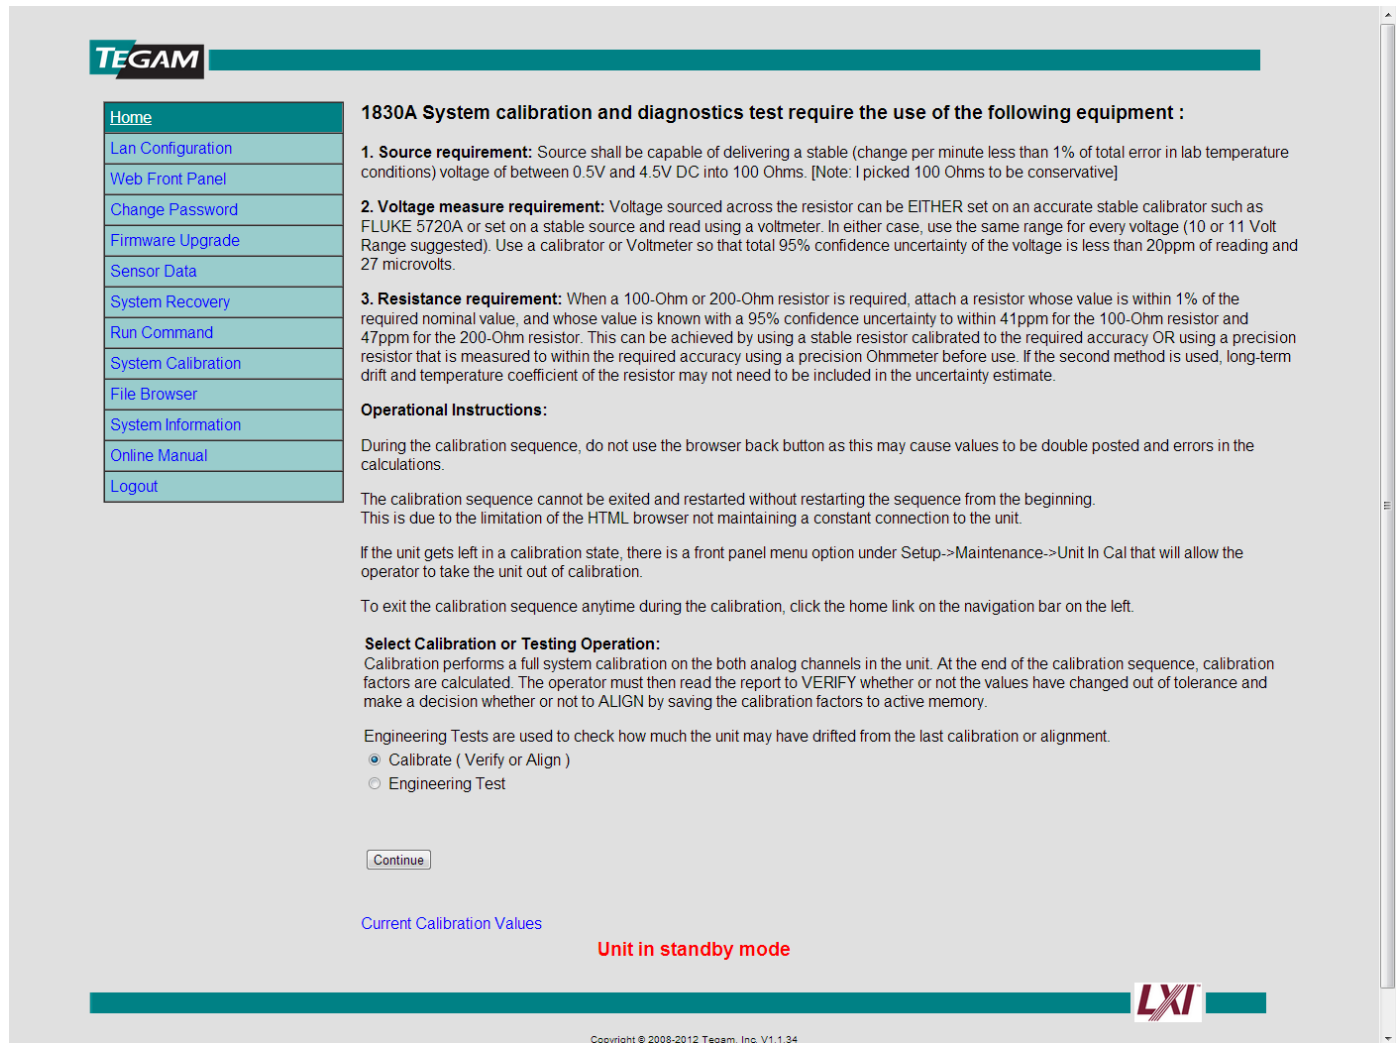 TEGAM
Home
Lan Configuration
Web Front Panel
Change Password
Firmware Upgrade
Sensor Data
System Recovery
Run Command
System Calibration
File Browser
System Information
Online Manual
Logout
1830A System calibration and diagnostics test require the use of the following equipment :
1. Source requirement: Source shall be capable of delivering a stable (change per minute less than 1% of total error in lab temperature
conditions) voltage of between 0.5V and 4.5V DC into 100 Ohms. [Note: I picked 100 Ohms to be conservative]
2. Voltage measure requirement: Voltage sourced across the resistor can be EITHER set on an accurate stable calibrator such as
FLUKE 5720A or set on a stable source and read using a voltmeter. In either case, use the same range for every voltage (10 or 11 Volt
Range suggested). Use a calibrator or Voltmeter so that total 95% confidence uncertainty of the voltage is less than 20ppm of reading and
27 microvolts.
3. Resistance requirement: When a 100-Ohm or 200-Ohm resistor is required, attach a resistor whose value is within 1% of the
required nominal value, and whose value is known with a 95% confidence uncertainty to within 41ppm for the 100-Ohm resistor and
47ppm for the 200-Ohm resistor. This can be achieved by using a stable resistor calibrated to the required accuracy OR using a precision
resistor that is measured to within the required accuracy using a precision Ohmmeter before use. If the second method is used, long-term
drift and temperature coefficient of the resistor may not need to be included in the uncertainty estimate.
Operational Instructions:
During the calibration sequence, do not use the browser back button as this may cause values to be double posted and errors in the
calculations.
The calibration sequence cannot be exited and restarted without restarting the sequence from the beginning.
This is due to the limitation of the HTML browser not maintaining a constant connection to the unit.
If the unit gets left in a calibration state, there is a front panel menu option under Setup->Maintenance->Unit In Cal that will allow the
operator to take the unit out of calibration.
To exit the calibration sequence anytime during the calibration, click the home link on the navigation bar on the left.
Select Calibration or Testing Operation:
Calibration performs a full system calibration on the both analog channels in the unit. At the end of the calibration sequence, calibration
factors are calculated. The operator must then read the report to VERIFY whether or not the values have changed out of tolerance and
make a decision whether or not to ALIGN by saving the calibration factors to active memory.
Engineering Tests are used to check how much the unit may have drifted from the last calibration or alignment.
Calibrate ( Verify or Align )
Engineering Test
Continue
Current Calibration Values
Unit in standby mode
LXI
Copyright © 2008-2012 Tegam, Inc. V1.1.34